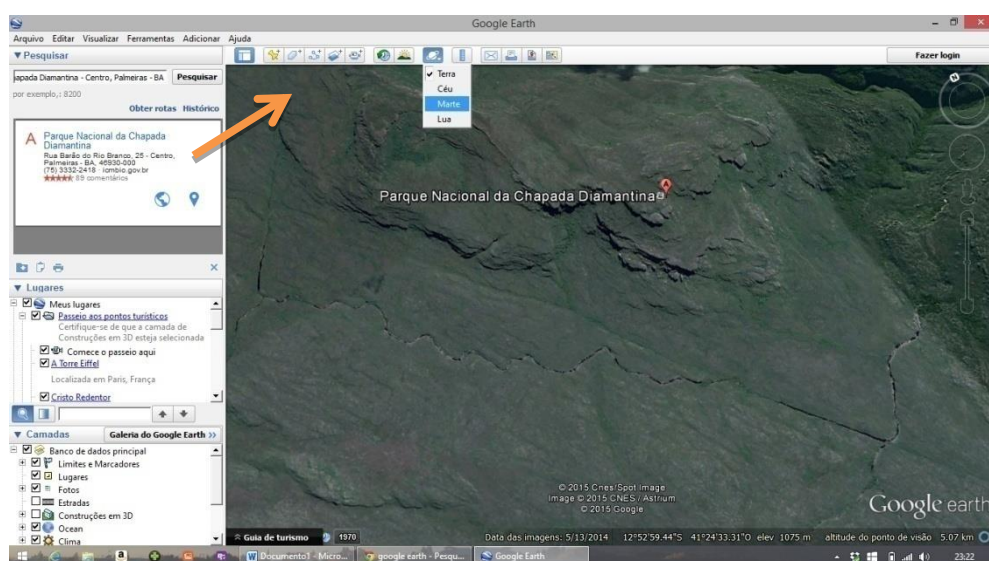 Google Earth
Arquivo Editar Visualizar Ferramentas Adicionar Ajuda
Pesquisar
Fazer login
apada Diamantina - Centro, Palmeiras - BA
Pesquisar
por exemplo,: 8200
Obter rotas Histórico
A
Parque Nacional da Chapada
Diamantina
Rua Barão do Rio Branco, 25 - Centro,
Palmeiras - BA, 46930-000
(75) 3332-2418 · icmbio.gov.br
89 comentários
Terra
Céu
Marte
Lua
Parque Nacional da Chapada Diamantina
A
Lugares
Meus lugares
Passeio aos pontos turísticos
Certifique-se de que a camada de
Construções em 3D esteja selecionada
Comece o passeio aqui
A Torre Eiffel
Localizada em Paris, França
Cristo Redentor
Camadas
Galeria do Google Earth >>
Banco de dados principal
Limites e Marcadores
Lugares
Fotos
Estradas
Construções em 3D
Ocean
Clima
© 2015 Cnes/Spot Image
Image © 2015 CNES / Astrium
© 2015 Google
Google earth
Guia de turismo
1970
Data das imagens: 5/13/2014 12°52'59.44"S 41°24'33.31"O elev 1075 m altitude do ponto de visão 5.07 km
Documento1 - Micro...
google earth - Pesqu...
Google Earth
23:22